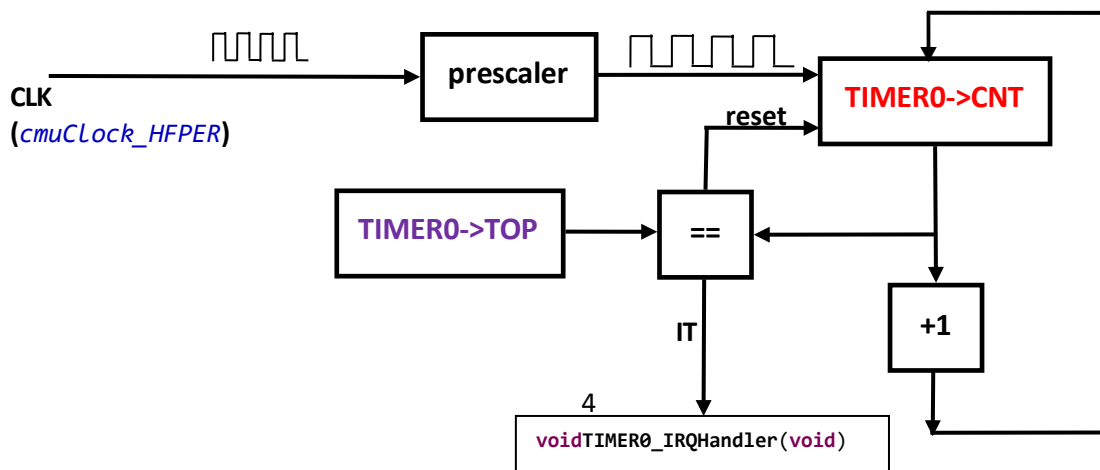 prescaler
TIMER0->CNT
CLK
(cmuClock_HFPER)
reset
TIMER0->TOP
==
+1
IT
4
voidTIMER0_IRQHandler(void)